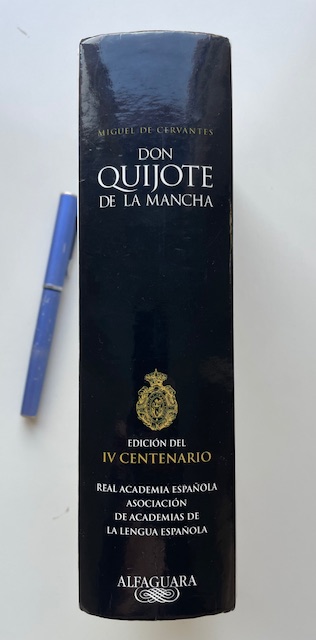 MIGUEL DE CERVANTES
DON
QUIJOTE
DE LA MANCHA
EDICIÓN DEL
IV CENTENARIO
REAL ACADEMIA ESPAÑOLA
ASOCIACIÓN
DE ACADEMIAS DE
LA LENGUA ESPAÑOLA
ALFAGUARA